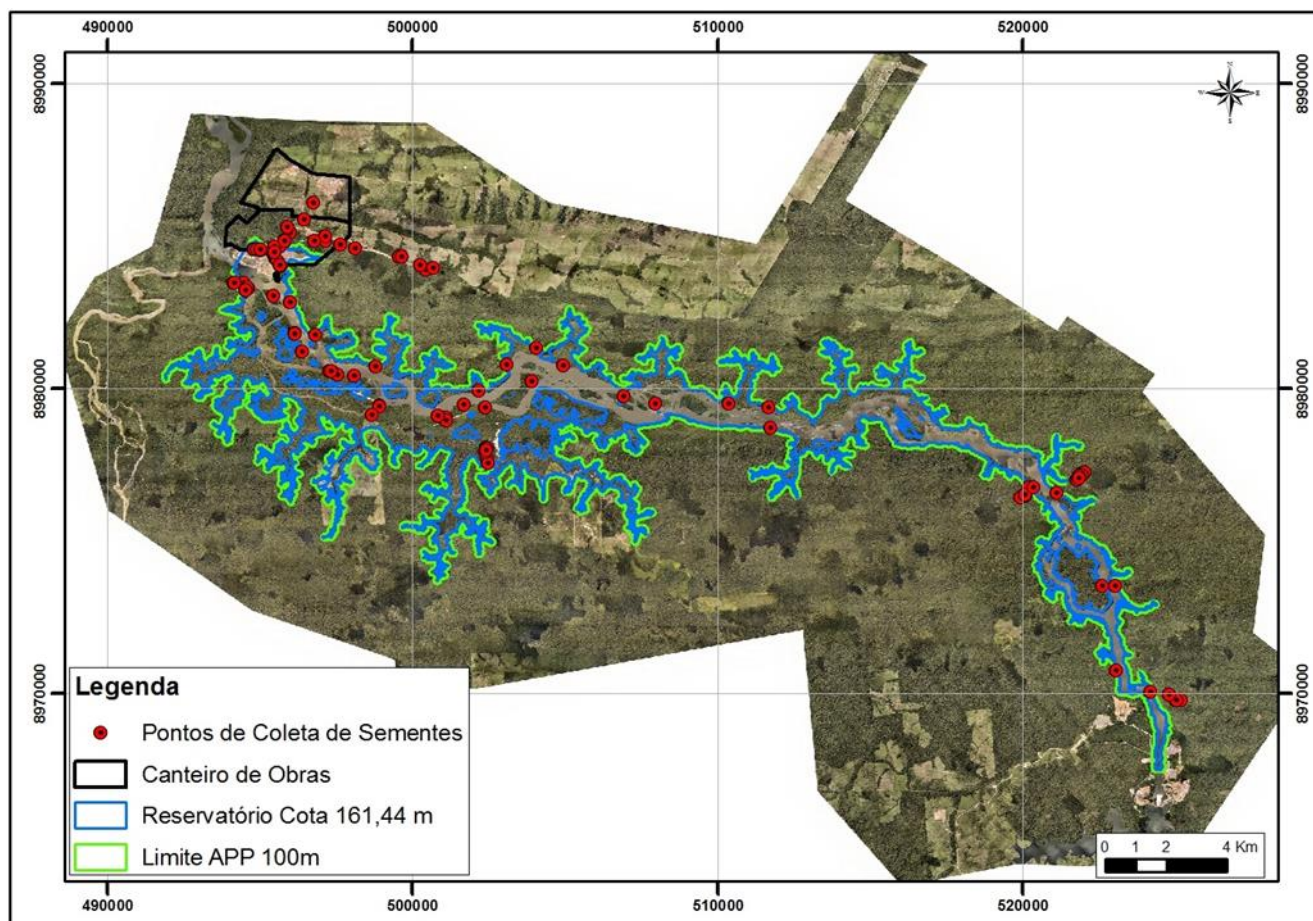 490000 500000 510000 520000
8990000 8990000
N
W E
S
8980000 8980000
8970000 8970000
Legenda
Pontos de Coleta de Sementes
Canteiro de Obras
Reservatório Cota 161,44 m
Limite APP 100m
0 1 2 4 Km
490000 500000 510000 520000